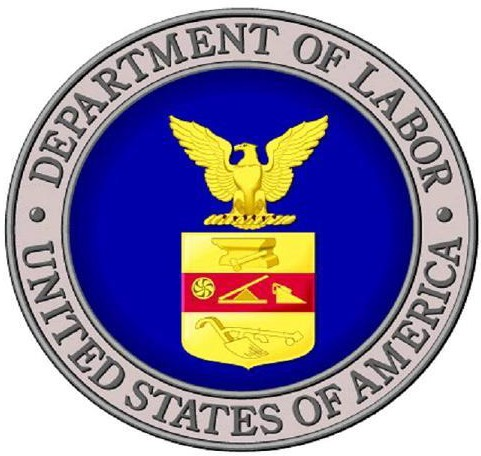 DEPARTMENT OF LABOR
UNITED STATES OF AMERICA